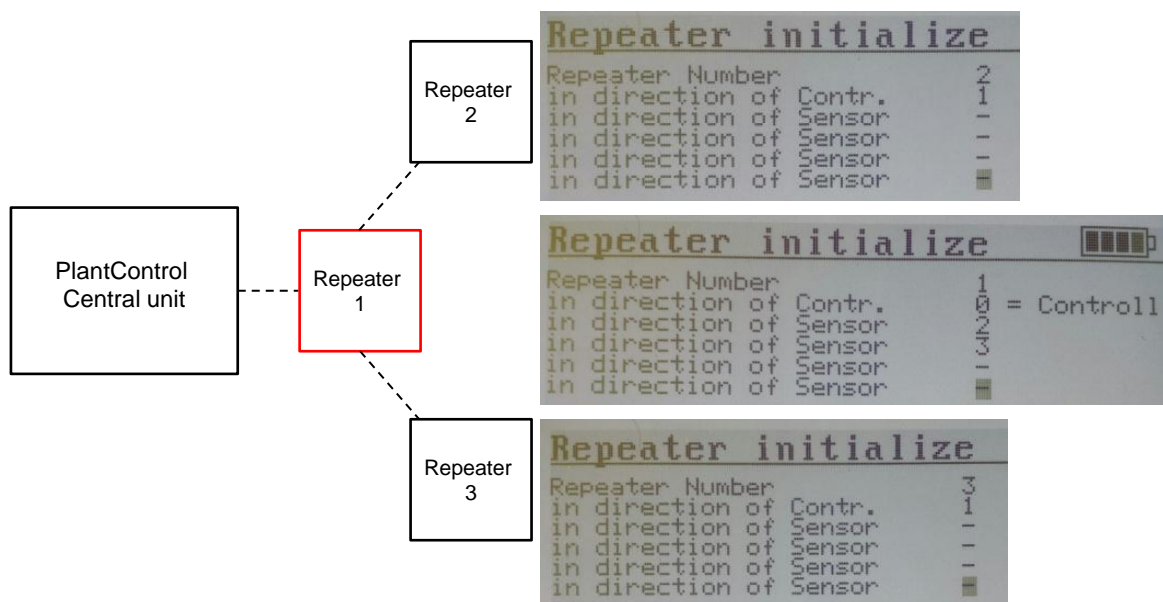 PlantControl
Central unit
Repeater
1
Repeater
2
Repeater
3
Repeater initialize
Repeater Number 2
in direction of Contr. 1
in direction of Sensor -
in direction of Sensor -
in direction of Sensor -
in direction of Sensor -
Repeater initialize
Repeater Number 1
in direction of Contr. 0 = Controll
in direction of Sensor 2
in direction of Sensor 3
in direction of Sensor -
in direction of Sensor -
Repeater initialize
Repeater Number 3
in direction of Contr. 1
in direction of Sensor -
in direction of Sensor -
in direction of Sensor -
in direction of Sensor -